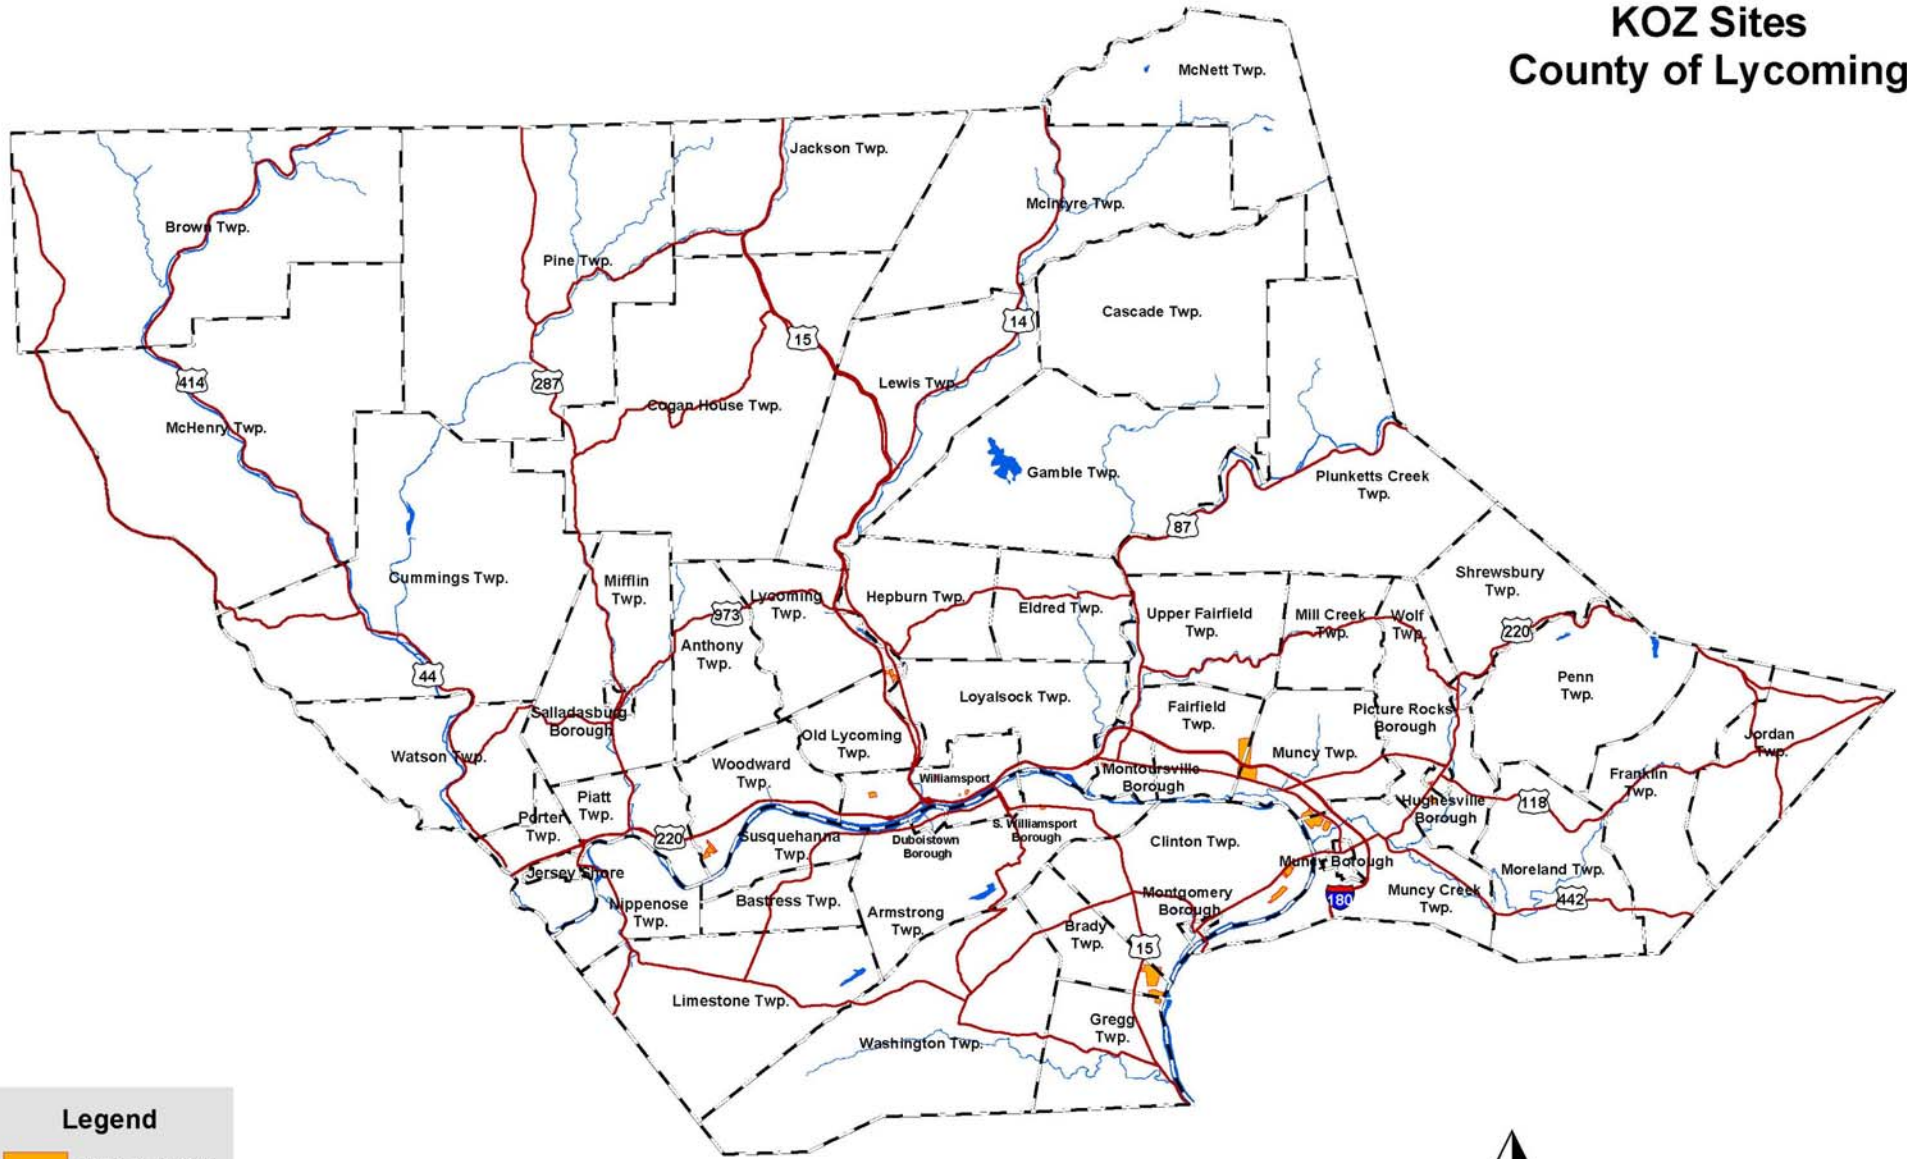 KOZ Sites
County of Lycoming
McNett Twp.
Jackson Twp.
McIntyre Twp.
Brown Twp.
Pine Twp.
Cascade Twp.
14
15
414
287
Lewis Twp.
Cogan House Twp.
McHenry Twp.
Gamble Twp.
Plunketts Creek
Twp.
87
Cummings Twp.
Mifflin
Twp.
973
Lycoming
Twp.
Hepburn Twp.
Eldred Twp.
Upper Fairfield
Twp.
Mill Creek
Twp.
Wolf
Twp.
Shrewsbury
Twp.
220
Anthony
Twp.
44
Penn
Twp.
Loyalsock Twp.
Salladasburg
Borough
Fairfield
Twp.
Picture Rocks
Borough
Jordan
Twp.
Watson Twp.
Old Lycoming
Twp.
Woodward
Twp.
Williamsport
Montoursville
Borough
Muncy Twp.
Franklin
Twp.
Piatt
Twp.
Porter
Twp.
220
Susquehanna
Twp.
Duboistown
Borough
S. Williamsport
Borough
Clinton Twp.
Hughesville
Borough
118
Jersey Shore
Muncy Borough
Moreland Twp.
Nippenose
Twp.
Bastress Twp.
Armstrong
Twp.
Montgomery
Borough
180
Muncy Creek
Twp.
442
Brady
Twp.
15
Limestone Twp.
Gregg
Twp.
Washington Twp.
Legend